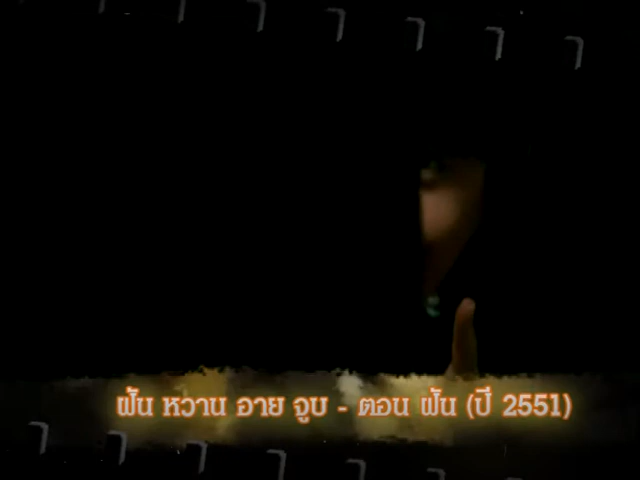 ฝัน หวาน อาย จูบ - ตอน ฝัน (ปี 2551)